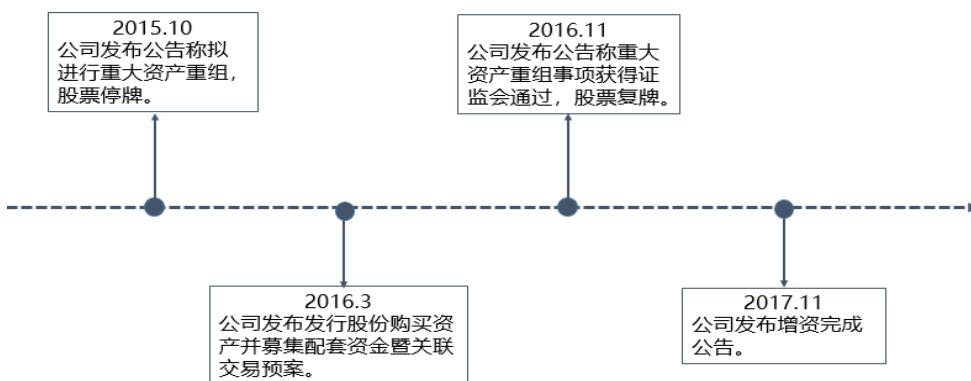 2015.10
公司发布公告称拟
进行重大资产重组，
股票停牌。
2016.3
公司发布发行股份购买资
产并募集配套资金暨关联
交易预案。
2016.11
公司发布公告称重大
资产重组事项获得证
监会通过，股票复牌。
2017.11
公司发布增资完成
公告。